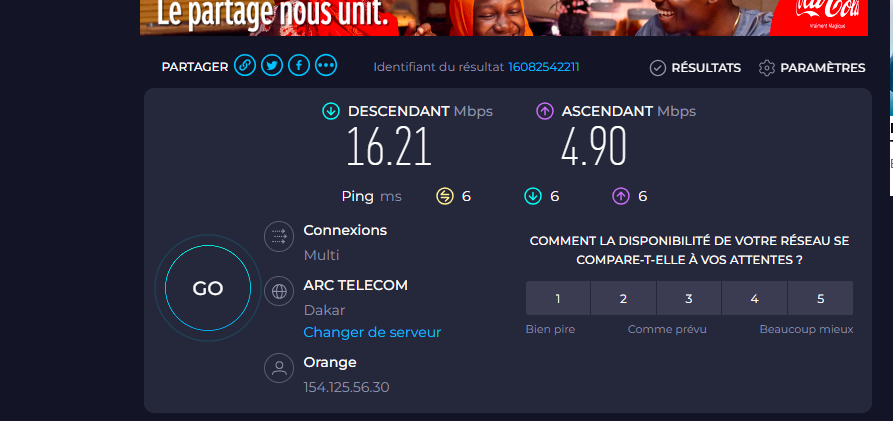 Le partage nous unit.
Coca-Cola
Vraiment Magique
PARTAGER
Identifiant du résultat 16082542211
RÉSULTATS
PARAMÈTRES
DESCENDANT Mbps
ASCENDANT Mbps
16.21
4.90
Ping ms 6 6 6
Connexions
Multi
GO
ARC TELECOM
Dakar
Changer de serveur
Orange
154.125.56.30
COMMENT LA DISPONIBILITÉ DE VOTRE RÉSEAU SE
COMPARE-T-ELLE À VOS ATTENTES ?
1 2 3 4 5
Bien pire Comme prévu Beaucoup mieux